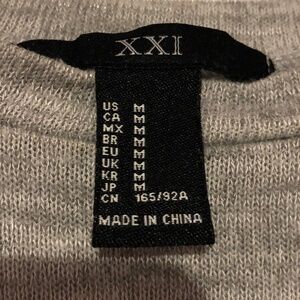 XXI
US M
CA M
MX M
BR M
EU M
UK M
KR M
JP M
CN 165/92A
MADE IN CHINA